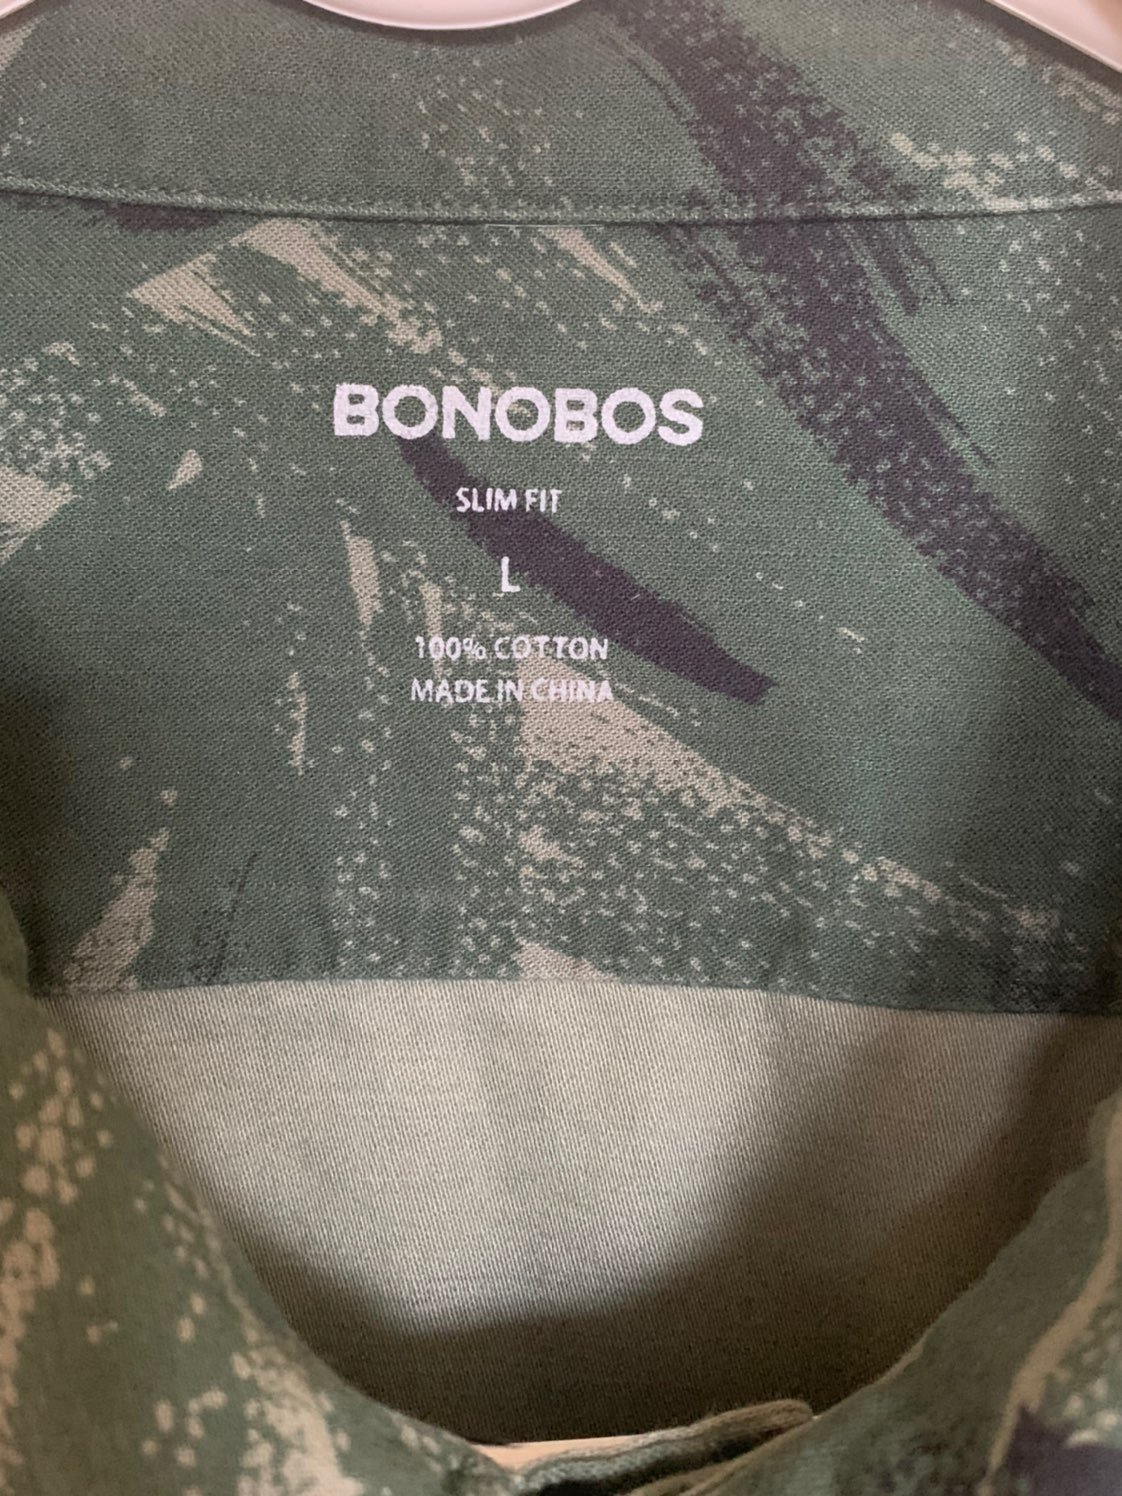 BONOBOS
SLIM FIT
L
100% COTTON
MADE IN CHINA